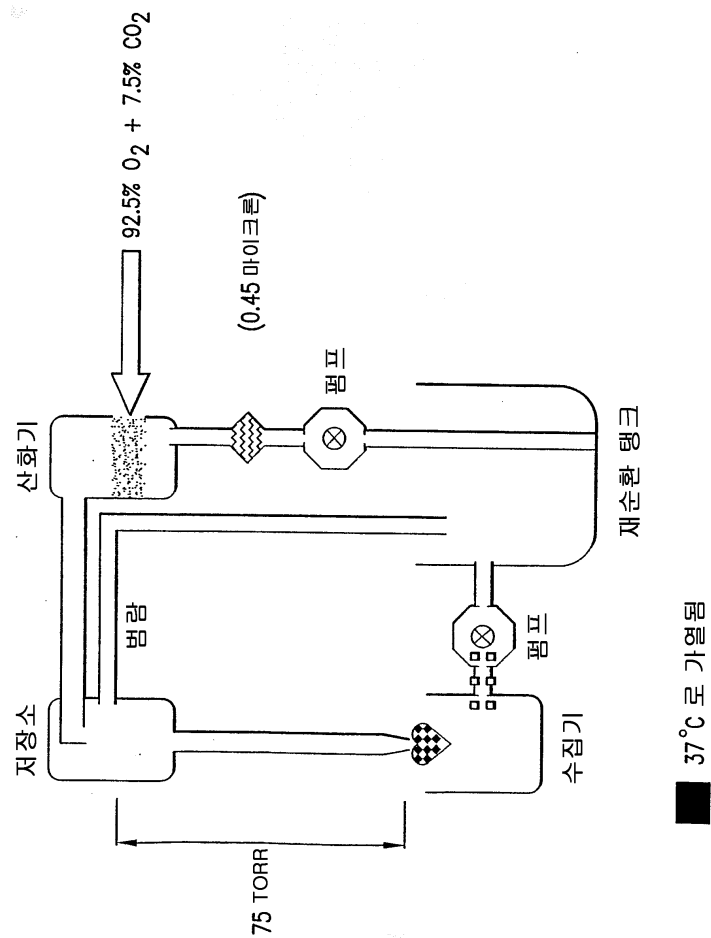 저장소
산화기
92.5% O₂ + 7.5% CO₂
범람
(0.45 마이크론)
펌프
75 TORR
펌프
수집기
재순환 탱크
37°C 로 가열됨